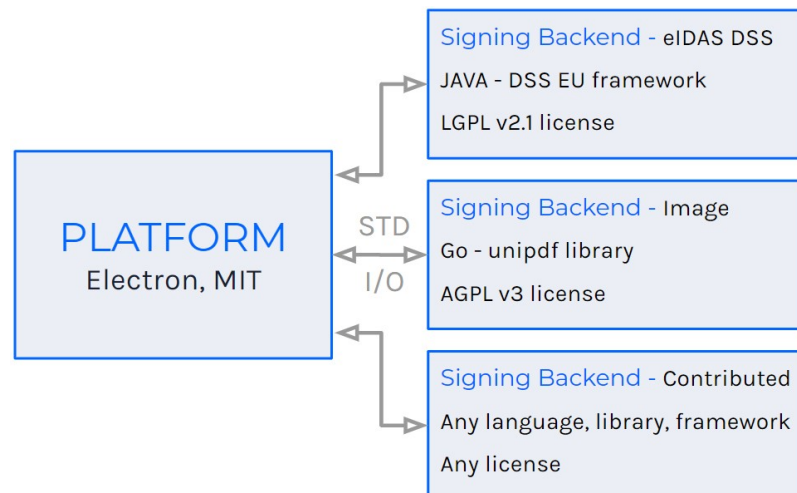 PLATFORM
Electron, MIT
STD
I/O
Signing Backend - eIDAS DSS
JAVA - DSS EU framework
LGPL v2.1 license
Signing Backend - Image
Go - unipdf library
AGPL v3 license
Signing Backend - Contributed
Any language, library, framework
Any license